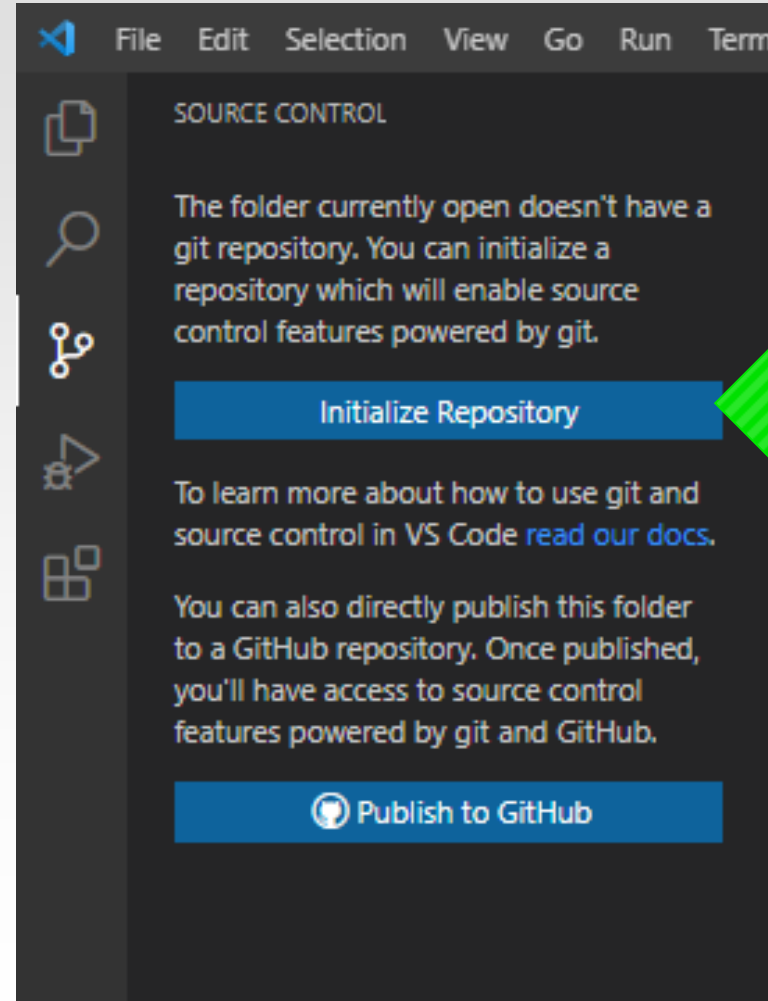 File Edit Selection View Go Run Term
SOURCE CONTROL
The folder currently open doesn't have a
git repository. You can initialize a
repository which will enable source
control features powered by git.
Initialize Repository
To learn more about how to use git and
source control in VS Code read our docs.
You can also directly publish this folder
to a GitHub repository. Once published,
you'll have access to source control
features powered by git and GitHub.
Publish to GitHub